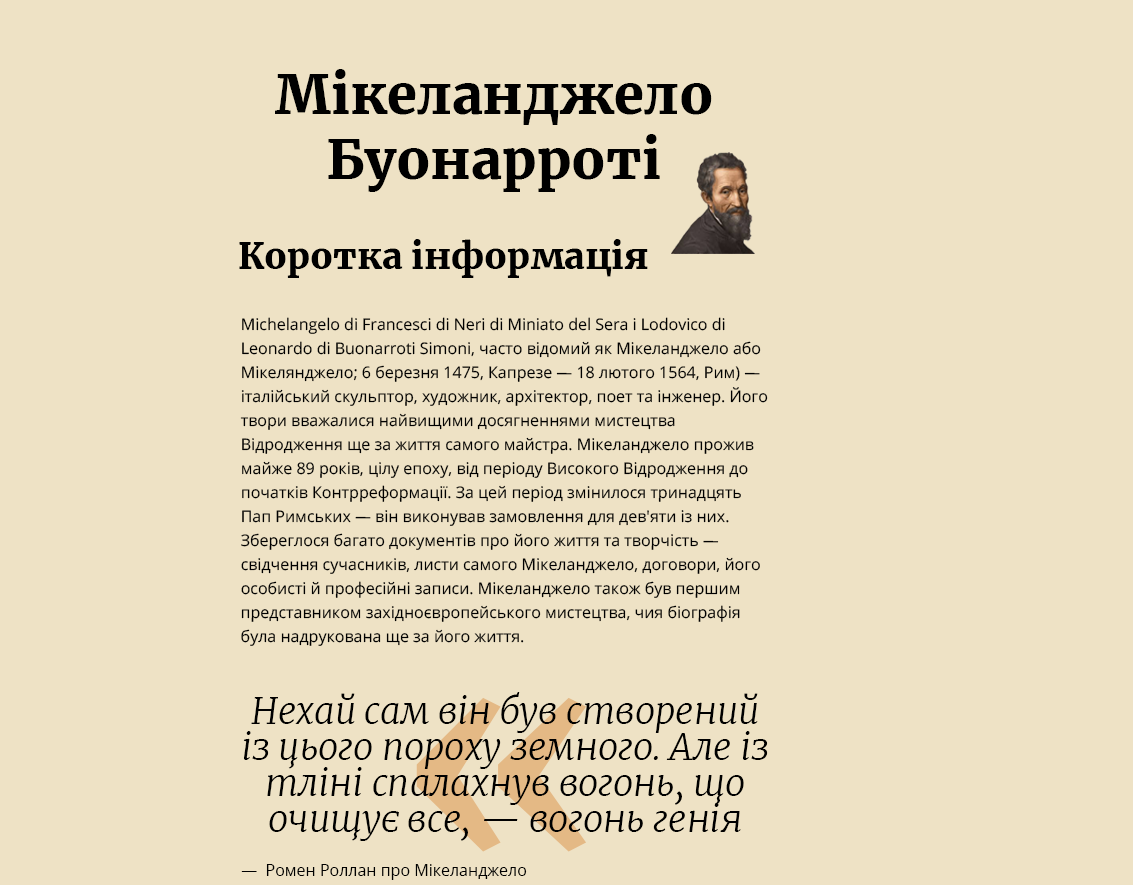 Мікеланджело
Буонарроті
Коротка інформація
Michelangelo di Francesci di Neri di Miniato del Sera i Lodovico di
Leonardo di Buonarroti Simoni, часто відомий як Мікеланджело або
Мікелянджело; 6 березня 1475, Капрезе — 18 лютого 1564, Рим) —
італійський скульптор, художник, архітектор, поет та інженер. Його
твори вважалися найвищими досягненнями мистецтва
Відродження ще за життя самого майстра. Мікеланджело прожив
майже 89 років, цілу епоху, від періоду Високого Відродження до
початків Контрреформації. За цей період змінилося тринадцять
Пап Римських — він виконував замовлення для дев'яти із них.
Збереглося багато документів про його життя та творчість —
свідчення сучасників, листи самого Мікеланджело, договори, його
особисті й професійні записи. Мікеланджело також був першим
представником західноєвропейського мистецтва, чия біографія
була надрукована ще за його життя.
Нехай сам він був створений
із цього пороху земного. Але із
тліні спалахнув вогонь, що
очищує все, — вогонь генія
— Ромен Роллан про Мікеланджело